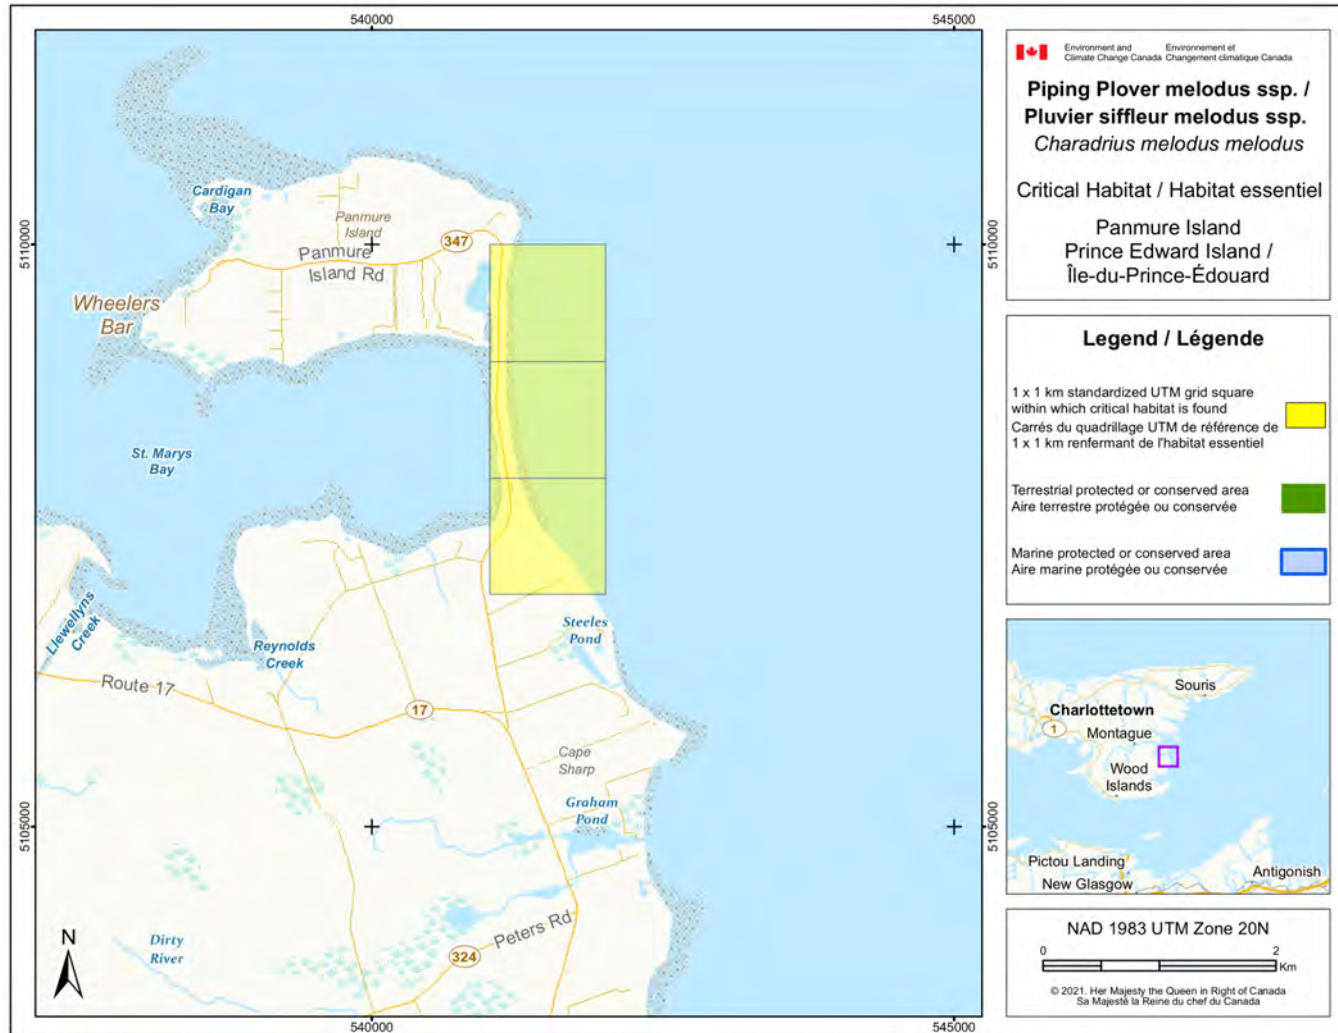 540000
545000
5110000
5110000
5105000
5105000
540000
545000
Cardigan
Bay
Panmure
Island
347
Panmure
Island Rd
Wheelers
Bar
St. Marys
Bay
Llewellyns
Creek
Reynolds
Creek
Steeles
Pond
Route 17
17
Cape
Sharp
Graham
Pond
Peters Rd
324
Dirty
River
N
Environment and
Climate Change Canada
Environnement et
Changement climatique Canada
Piping Plover melodus ssp. /
Pluvier siffleur melodus ssp.
Charadrius melodus melodus
Critical Habitat / Habitat essentiel
Panmure Island
Prince Edward Island /
Île-du-Prince-Édouard
Legend / Légende
1 x 1 km standardized UTM grid square
within which critical habitat is found
Carrés du quadrillage UTM de référence de
1 x 1 km renfermant de l'habitat essentiel
Terrestrial protected or conserved area
Aire terrestre protégée ou conservée
Marine protected or conserved area
Aire marine protégée ou conservée
Souris
Charlottetown
1
Montague
Wood
Islands
Pictou Landing
New Glasgow
Antigonish
NAD 1983 UTM Zone 20N
0 2
Km
© 2021. Her Majesty the Queen in Right of Canada
Sa Majesté la Reine du chef du Canada